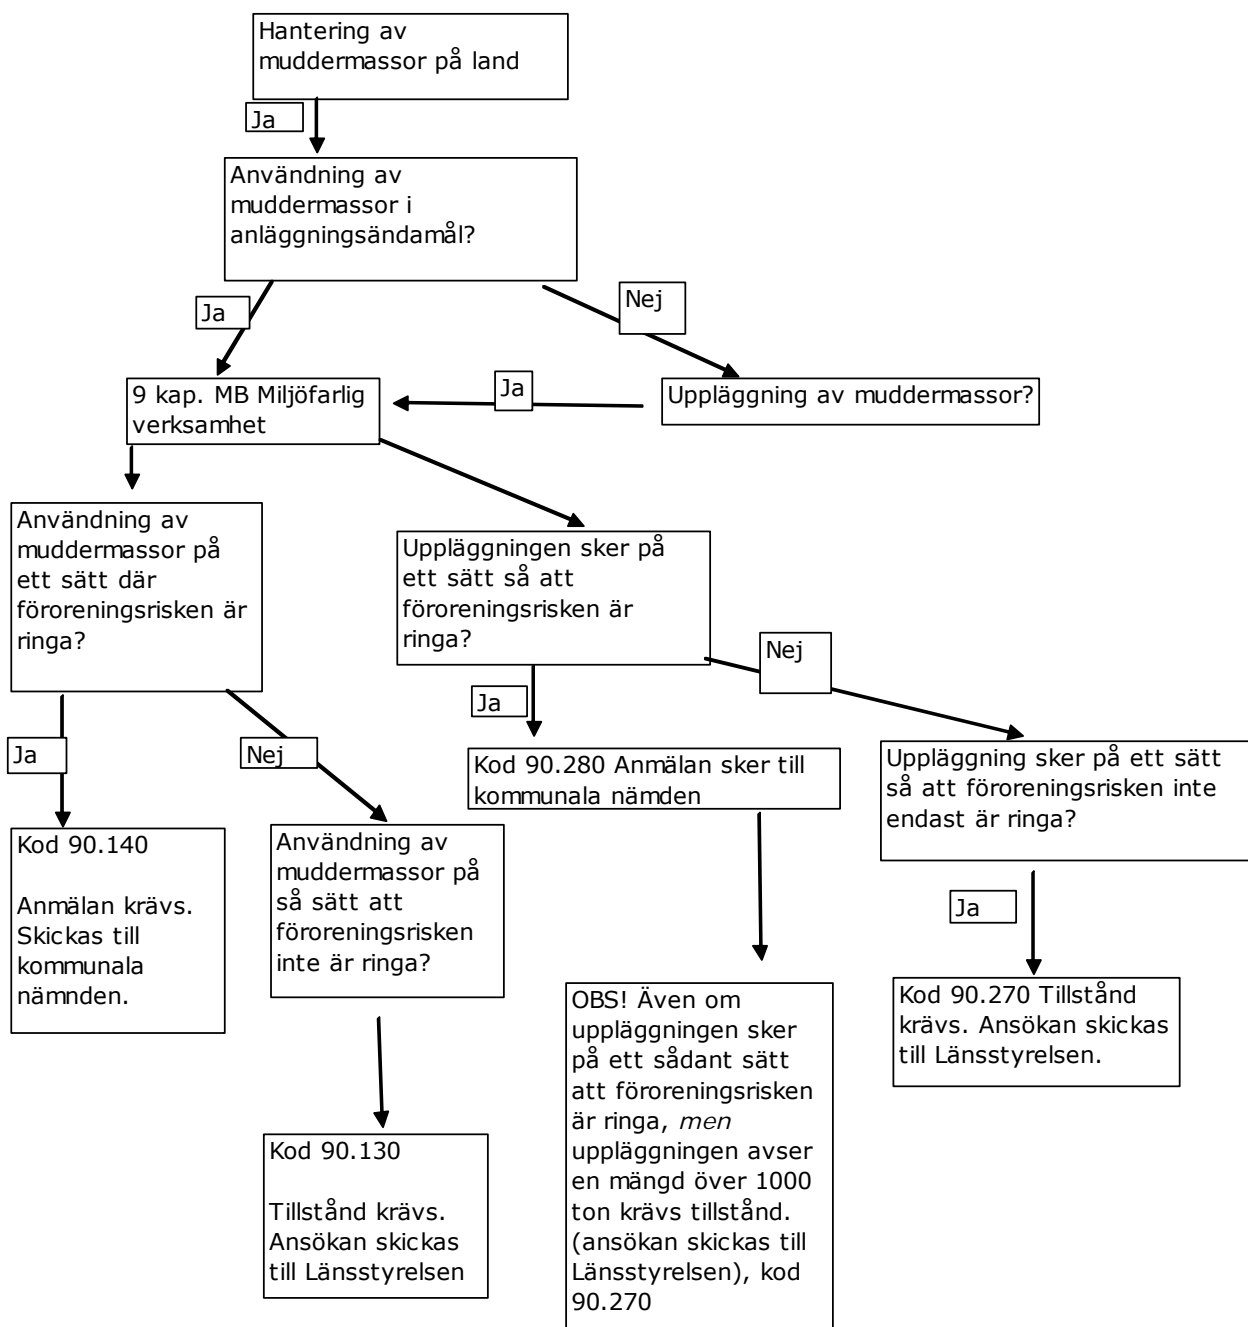 Hantering av
muddermassor på land
Ja
Användning av
muddermassor i
anläggningsändamål?
Ja
Nej
9 kap. MB Miljöfarlig
verksamhet
Ja
Uppläggning av muddermassor?
Användning av
muddermassor på
ett sätt där
föroreningsrisken är
ringa?
Uppläggningen sker på
ett sätt så att
föroreningsrisken är
ringa?
Nej
Ja
Ja
Nej
Kod 90.280 Anmälan sker till
kommunala nämden
Uppläggning sker på ett sätt
så att föroreningsrisken inte
endast är ringa?
Kod 90.140
Anmälan krävs.
Skickas till
kommunala
nämnden.
Användning av
muddermassor på
så sätt att
föroreningsrisken
inte är ringa?
Ja
OBS! Även om
uppläggningen sker
på ett sådant sätt
att föroreningsrisken
är ringa, men
uppläggningen avser
en mängd över 1000
ton krävs tillstånd.
(ansökan skickas till
Länsstyrelsen), kod
90.270
Kod 90.270 Tillstånd
krävs. Ansökan skickas
till Länsstyrelsen.
Kod 90.130
Tillstånd krävs.
Ansökan skickas
till Länsstyrelsen